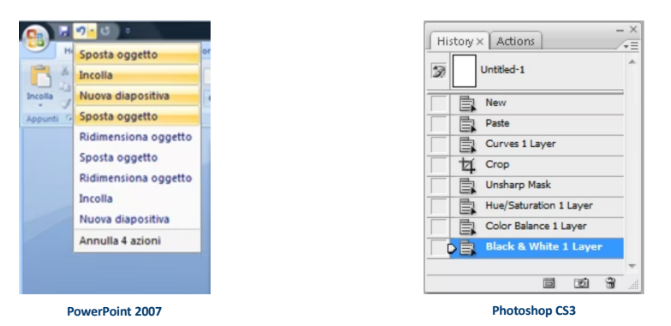 Sposta oggetto
Incolla
Nuova diapositiva
Sposta oggetto
Ridimensiona oggetto
Sposta oggetto
Ridimensiona oggetto
Incolla
Nuova diapositiva
Annulla 4 azioni
Incolla
Appunti
PowerPoint 2007
History × Actions
Untitled-1
New
Paste
Curves 1 Layer
Crop
Unsharp Mask
Hue/Saturation 1 Layer
Color Balance 1 Layer
Black & White 1 Layer
Photoshop CS3